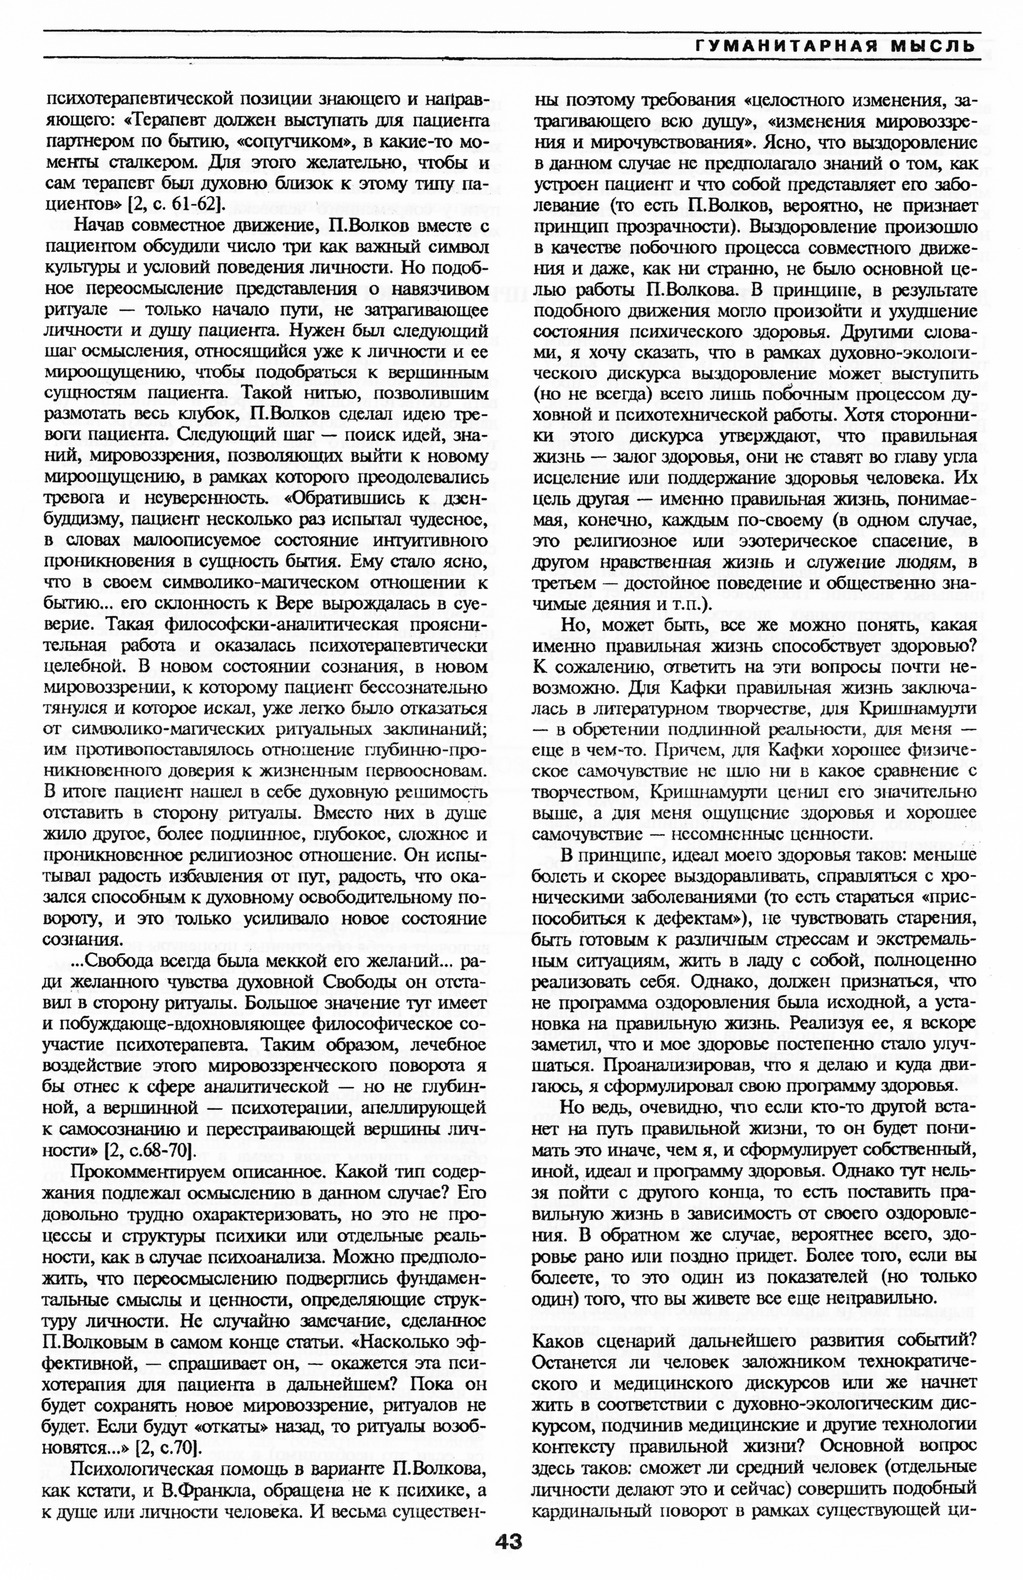 ГУМАНИТАРНАЯ МЫСЛЬ
психотерапевтической позиции знающего и направ-
ляющего: «Терапевт должен выступать для пациента
партнером по бытию, «сопутчиком», в какие-то мо-
менты сталкером. Для этого желательно, чтобы и
сам терапевт был духовно близок к этому типу па-
циентов» [2, с. 61-62].
Начав совместное движение, П.Волков вместе с
пациентом обсудили число три как важный символ
культуры и условий поведения личности. Но подоб-
ное переосмысление представления о навязчивом
ритуале — только начало пути, не затрагивающее
личности и душу пациента. Нужен был следующий
шаг осмысления, относящийся уже к личности и ее
мироощущению, чтобы подобраться к вершинным
сущностям пациента. Такой нитью, позволившим
размотать весь клубок, П.Волков сделал идею тре-
воги пациента. Следующий шаг — поиск идей, зна-
ний, мировоззрения, позволяющих выйти к новому
мироощущению, в рамках которого преодолевались
тревога и неуверенность. «Обратившись к дзен-
буддизму, пациент несколько раз испытал чудесное,
в словах малоописуемое состояние интуитивного
проникновения в сущность бытия. Ему стало ясно,
что в своем символико-магическом отношении к
бытию... его склонность к Вере вырождалась в суе-
верие. Такая философски-аналитическая проясни-
тельная работа и оказалась психотерапевтически
целебной. В новом состоянии сознания, в новом
мировоззрении, к которому пациент бессознательно
тянулся и которое искал, уже легко было отказаться
от символико-магических ритуальных заклинаний;
им противопоставлялось отношение глубинно-про-
никновенного доверия к жизненным первоосновам.
В итоге пациент нашел в себе духовную решимость
отставить в сторону ритуалы. Вместо них в душе
жило другое, более подлинное, глубокое, сложное и
проникновенное религиозное отношение. Он испы-
тывал радость избавления от пут, радость, что ока-
зался способным к духовному освободительному по-
вороту, и это только усиливало новое состояние
сознания.
...Свобода всегда была меккой его желаний... ра-
ди желанного чувства духовной Свободы он отста-
вил в сторону ритуалы. Большое значение тут имеет
и побуждающе-вдохновляющее философическое со-
участие психотерапевта. Таким образом, лечебное
воздействие этого мировоззренческого поворота я
бы отнес к сфере аналитической — но не глубин-
ной, а вершинной — психотерапии, апеллирующей
к самосознанию и перестраивающей вершины лич-
ности» [2, с.68-70].
Прокомментируем описанное. Какой тип содер-
жания подлежал осмыслению в данном случае? Его
довольно трудно охарактеризовать, но это не про-
цессы и структуры психики или отдельные реаль-
ности, как в случае психоанализа. Можно предполо-
жить, что переосмыслению подверглись фундамен-
тальные смыслы и ценности, определяющие струк-
туру личности. Не случайно замечание, сделанное
П.Волковым в самом конце статьи. «Насколько эф-
фективной, — спрашивает он, — окажется эта пси-
хотерапия для пациента в дальнейшем? Пока он
будет сохранять новое мировоззрение, ритуалов не
будет. Если будут «откаты» назад, то ритуалы возоб-
новятся...» [2, с.70].
Психологическая помощь в варианте П.Волкова,
как кстати, и В.Франкла, обращена не к психике, а
к душе или личности человека. И весьма существен-
ны поэтому требования «целостного изменения, за-
трагивающего всю душу», «изменения мировоззре-
ния и мирочувствования». Ясно, что выздоровление
в данном случае не предполагало знаний о том, как
устроен пациент и что собой представляет его забо-
левание (то есть П.Волков, вероятно, не признает
принцип прозрачности). Выздоровление произошло
в качестве побочного процесса совместного движе-
ния и даже, как ни странно, не было основной це-
лью работы П.Волкова. В принципе, в результате
подобного движения могло произойти и ухудшение
состояния психического здоровья. Другими слова-
ми, я хочу сказать, что в рамках духовно-экологи-
ческого дискурса выздоровление может выступить
(но не всегда) всего лишь побочным процессом ду-
ховной и психотехнической работы. Хотя сторонни-
ки этого дискурса утверждают, что правильная
жизнь — залог здоровья, они не ставят во главу угла
исцеление или поддержание здоровья человека. Их
цель другая — именно правильная жизнь, понимае-
мая, конечно, каждым по-своему (в одном случае,
это религиозное или эзотерическое спасение, в
другом нравственная жизнь и служение людям, в
третьем — достойное поведение и общественно зна-
чимые деяния и т.п.).
Но, может быть, все же можно понять, какая
именно правильная жизнь способствует здоровью?
К сожалению, ответить на эти вопросы почти не-
возможно. Для Кафки правильная жизнь заключа-
лась в литературном творчестве, для Кришнамурти
— в обретении подлинной реальности, для меня —
еще в чем-то. Причем, для Кафки хорошее физиче-
ское самочувствие не шло ни в какое сравнение с
творчеством, Кришнамурти ценил его значительно
выше, а для меня ощущение здоровья и хорошее
самочувствие — несомненные ценности.
В принципе, идеал моего здоровья таков: меньше
болеть и скорее выздоравливать, справляться с хро-
ническими заболеваниями (то есть стараться «прис-
пособиться к дефектам»), не чувствовать старения,
быть готовым к различным стрессам и экстремаль-
ным ситуациям, жить в ладу с собой, полноценно
реализовать себя. Однако, должен признаться, что
не программа оздоровления была исходной, а уста-
новка на правильную жизнь. Реализуя ее, я вскоре
заметил, что и мое здоровье постепенно стало улуч-
шаться. Проанализировав, что я делаю и куда дви-
гаюсь, я сформулировал свою программу здоровья.
Но ведь, очевидно, что если кто-то другой вста-
нет на путь правильной жизни, то он будет пони-
мать это иначе, чем я, и сформулирует собственный,
иной, идеал и программу здоровья. Однако тут нель-
зя пойти с другого конца, то есть поставить пра-
вильную жизнь в зависимость от своего оздоровле-
ния. В обратном же случае, вероятнее всего, здо-
ровье рано или поздно придет. Более того, если вы
болеете, то это один из показателей (но только
один) того, что вы живете все еще неправильно.
Каков сценарий дальнейшего развития событий?
Останется ли человек заложником технократиче-
ского и медицинского дискурсов или же начнет
жить в соответствии с духовно-экологическим дис-
курсом, подчинив медицинские и другие технологии
контексту правильной жизни? Основной вопрос
здесь таков: сможет ли средний человек (отдельные
личности делают это и сейчас) совершить подобный
кардинальный поворот в рамках существующей ци-
43